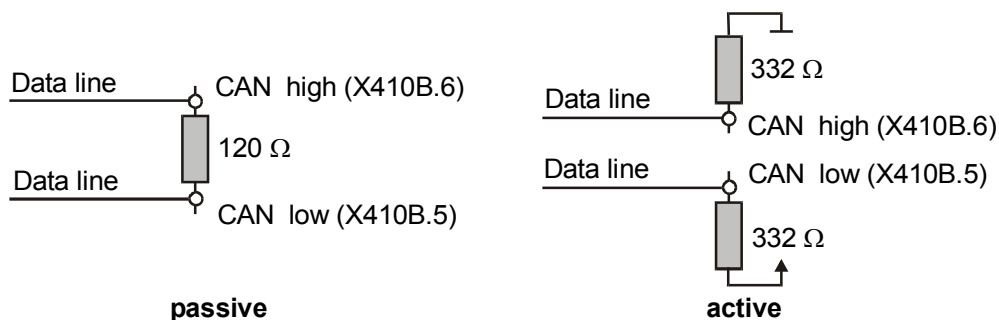 Data line
CAN high (X410B.6)
120 Ω
Data line
CAN low (X410B.5)
passive
332 Ω
Data line
CAN high (X410B.6)
Data line
CAN low (X410B.5)
332 Ω
active